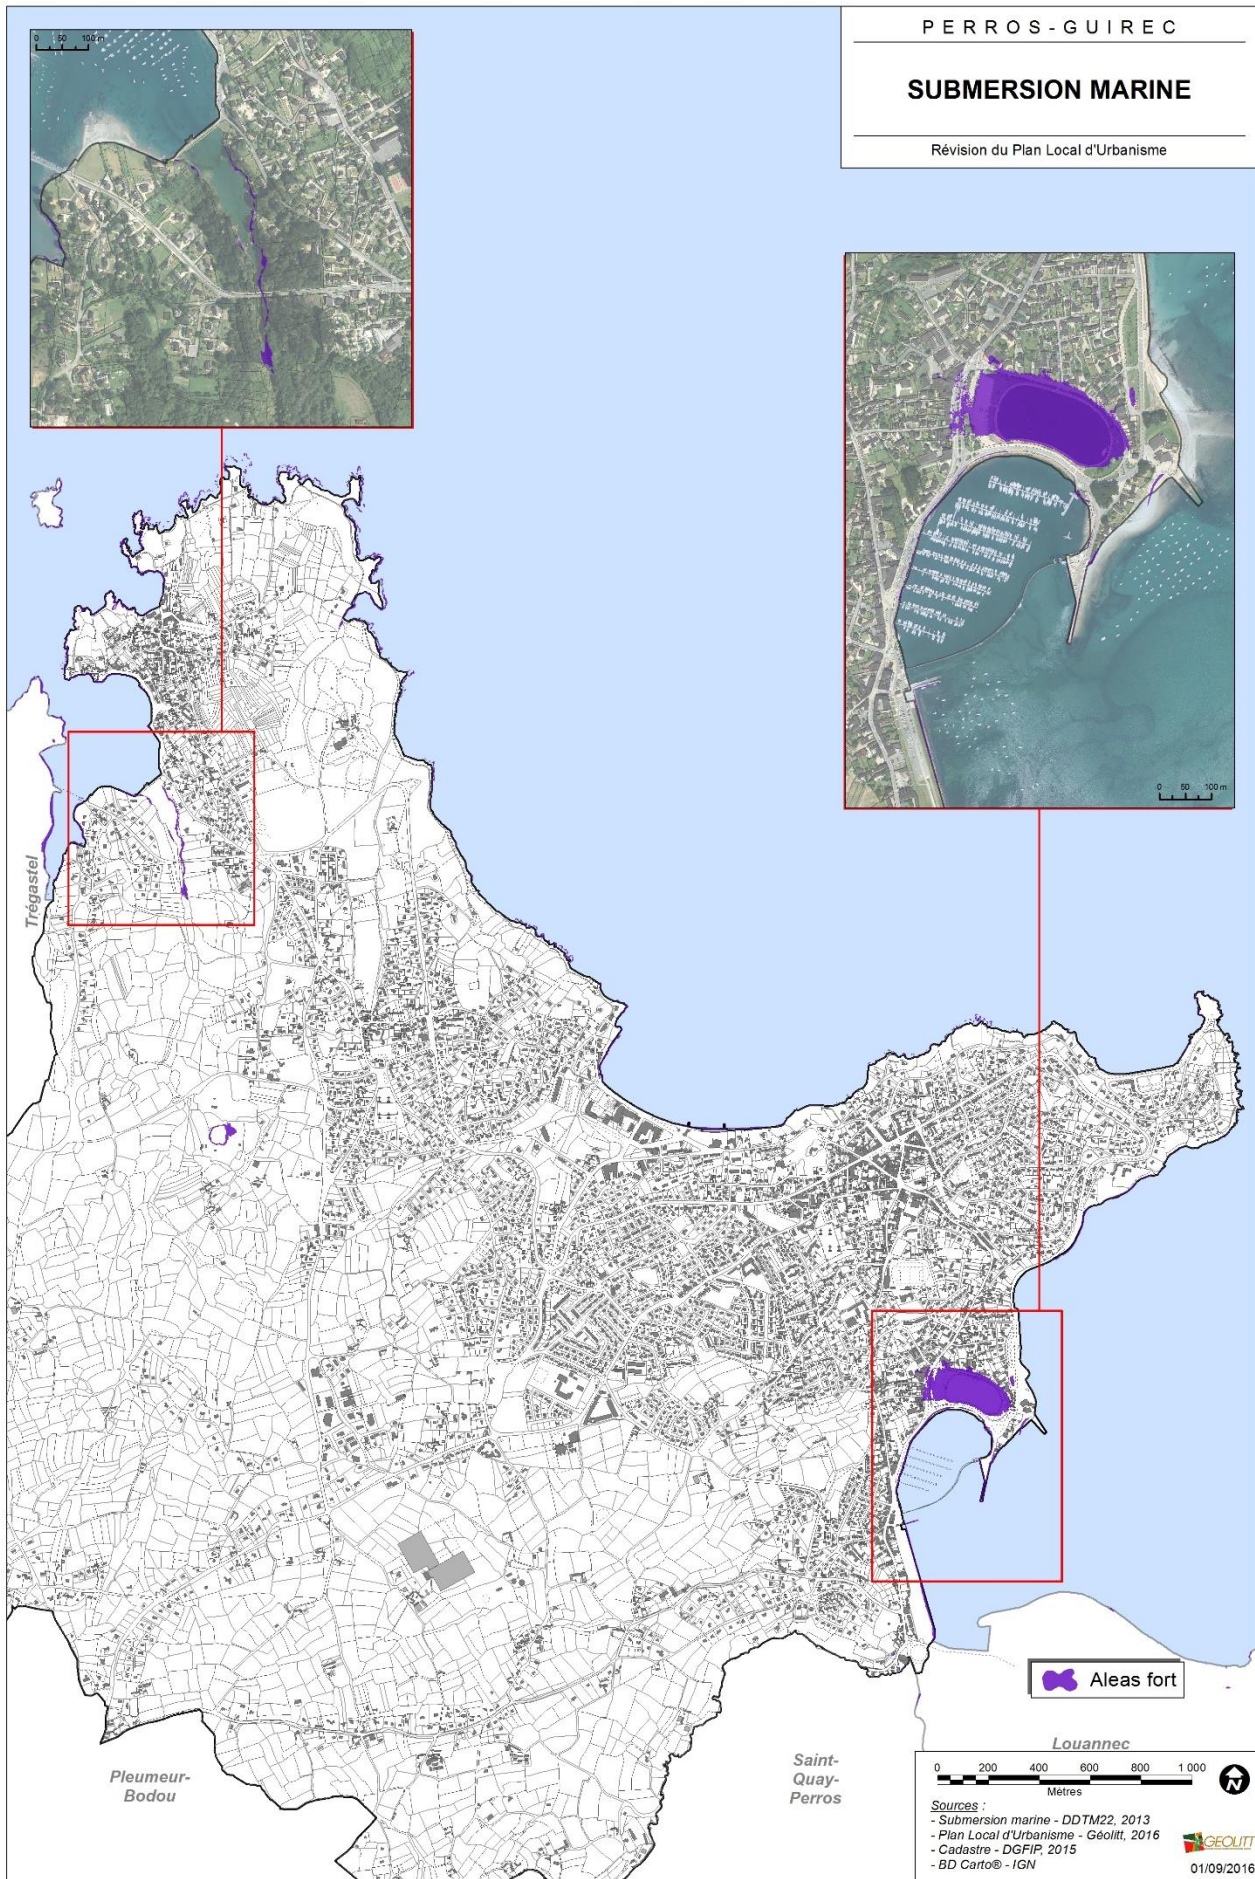 PERROS-GUIREC
SUBMERSION MARINE
Révision du Plan Local d'Urbanisme
0 50 100 m
0 50 100 m
Trégastel
Aleas fort
Louannec
Saint-
Quay-
Perros
Pleumeur-
Bodou
0 200 400 600 800 1 000
Mètres
N
Sources :
- Submersion marine - DDTM22, 2013
- Plan Local d'Urbanisme - Géolitt, 2016
- Cadastre - DGFIP, 2015
- BD Carto® - IGN
GEOLITT
01/09/2016